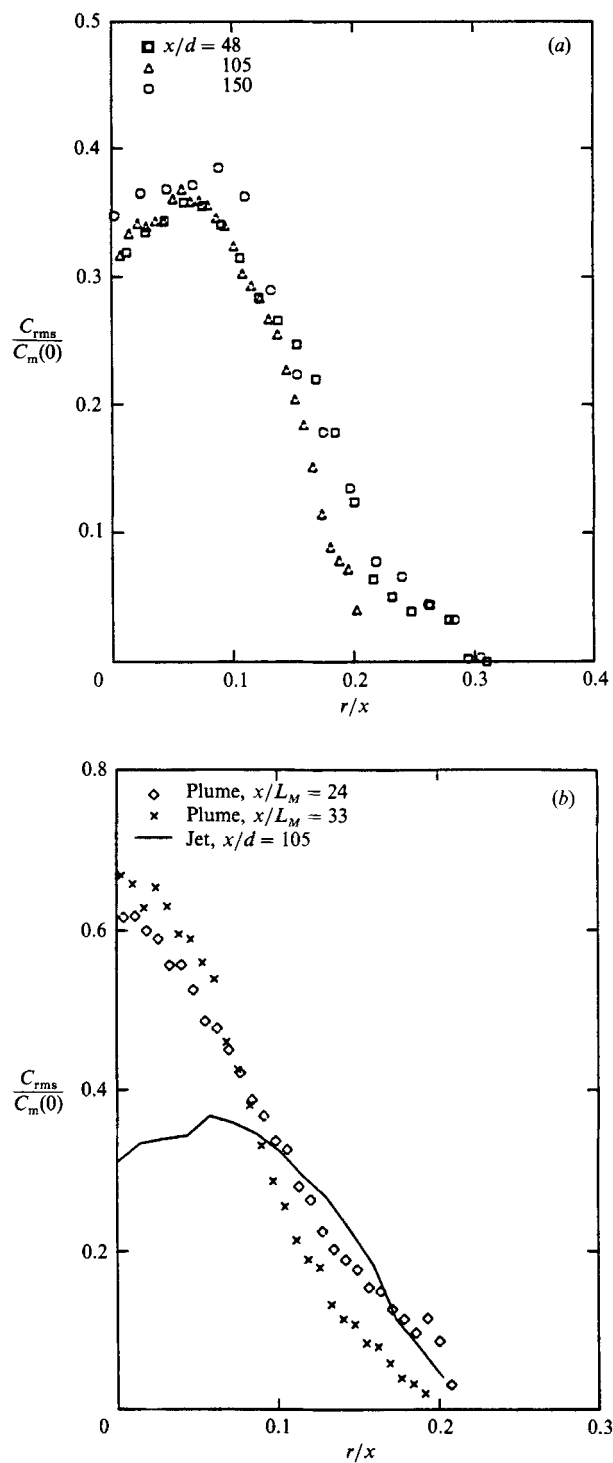 0.5
x/d = 48
105
150
(a)
0.4
0.3
C_rms
C_m(0)
0.2
0.1
0 0.1 0.2 0.3 0.4
r/x
0.8
Plume, x/L_M = 24
Plume, x/L_M = 33
Jet, x/d = 105
(b)
0.6
C_rms
C_m(0)
0.4
0.2
0 0.1 0.2 0.3
r/x